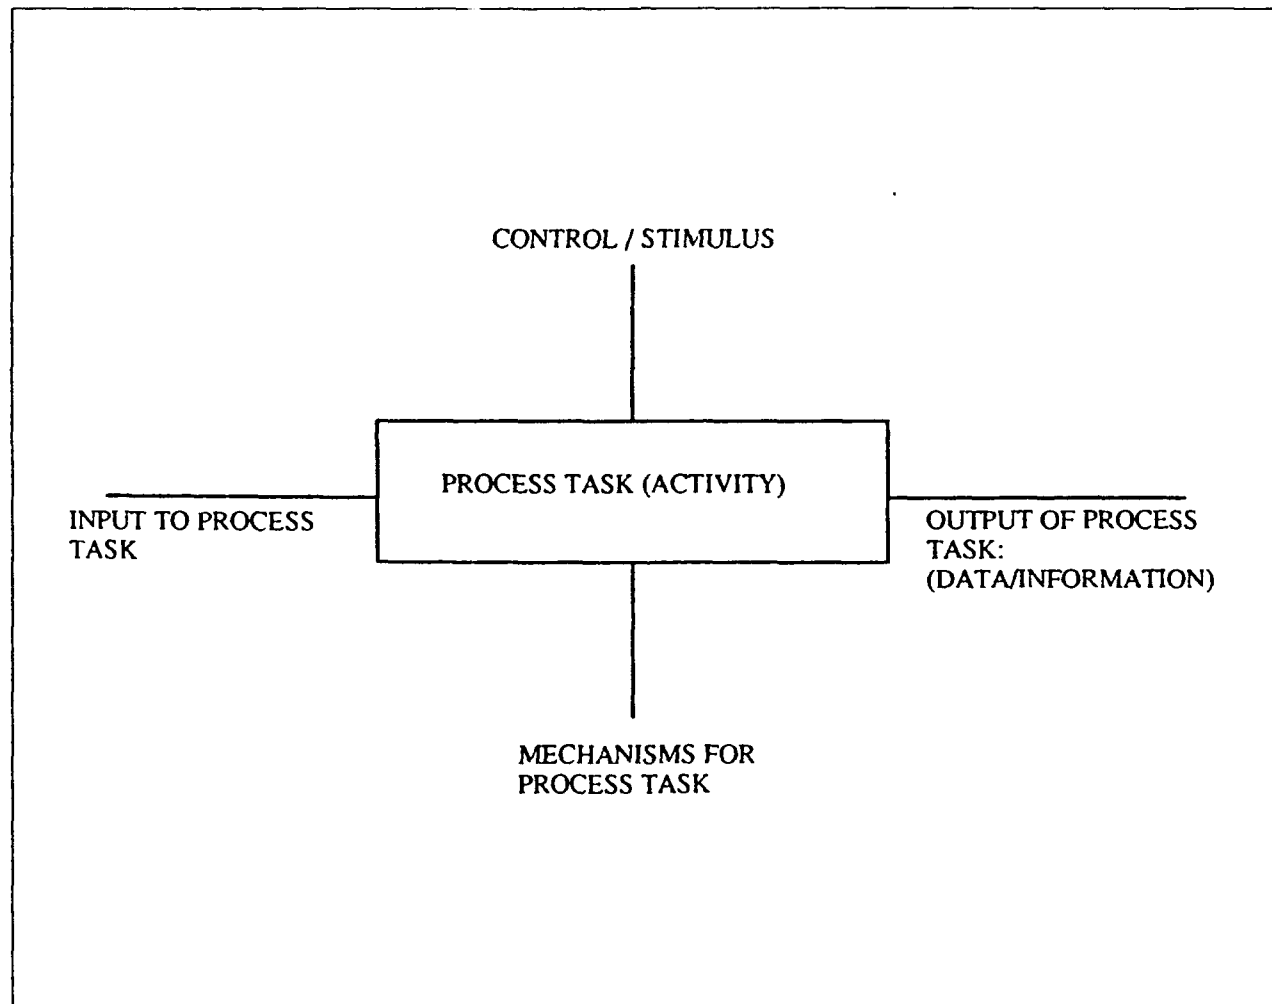 CONTROL / STIMULUS
PROCESS TASK (ACTIVITY)
INPUT TO PROCESS
TASK
OUTPUT OF PROCESS
TASK:
(DATA/INFORMATION)
MECHANISMS FOR
PROCESS TASK